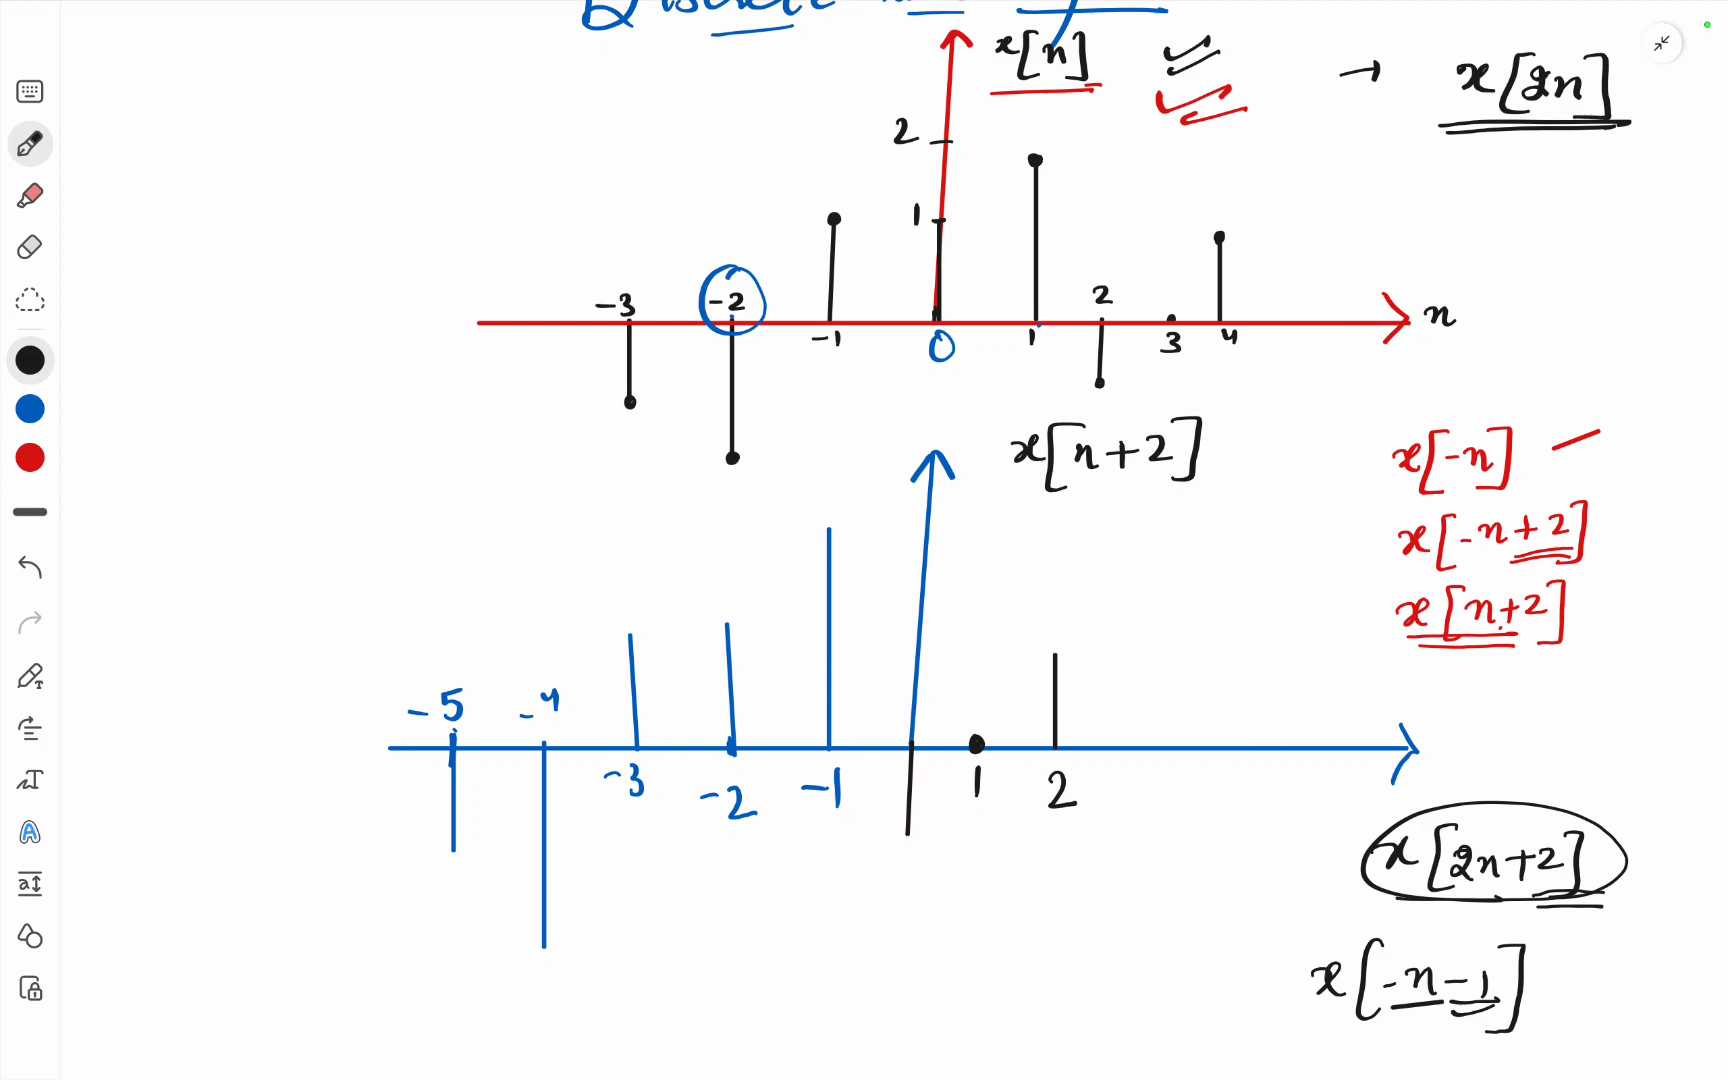 Discrete
x[n] → x[2n]
2
1
-3 -2 -1 0 1 2 3 4 n
x[n+2]
x[-n]
x[-n+2]
x[n+2]
-5 -4 -3 -2 -1 1 2
x[2n+2]
x[-n-1]